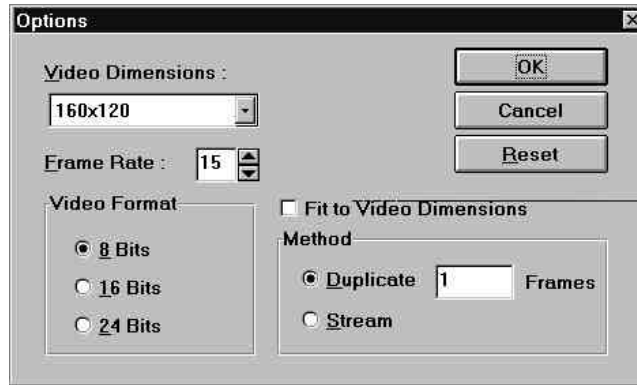 Options
Video Dimensions :
160x120
OK
Cancel
Reset
Frame Rate : 15
Video Format
8 Bits
16 Bits
24 Bits
Fit to Video Dimensions
Method
Duplicate 1 Frames
Stream